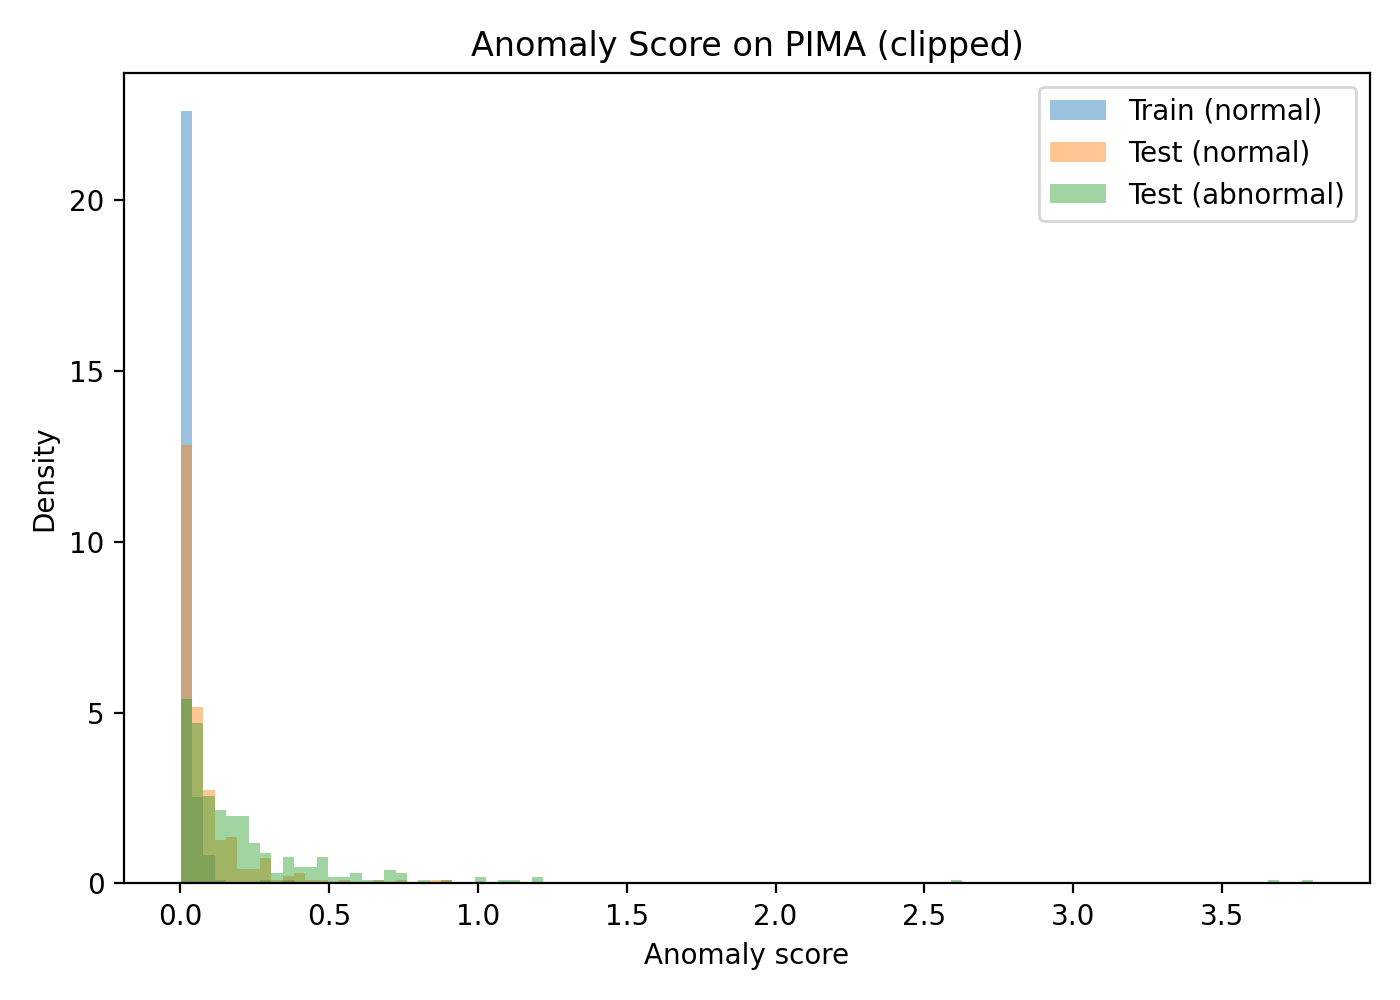 Anomaly Score on PIMA (clipped)
Train (normal)
Test (normal)
Test (abnormal)
Density
20
15
10
5
0
0.0 0.5 1.0 1.5 2.0 2.5 3.0 3.5
Anomaly score